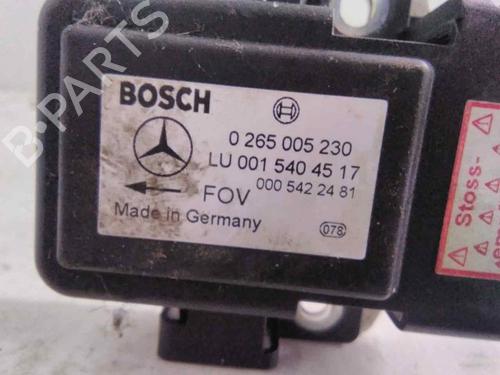 BOSCH
0 265 005 230
LU 001 540 45 17
000 542 24 81
FOV
Made in Germany
078
Stoss-
B-PARTS